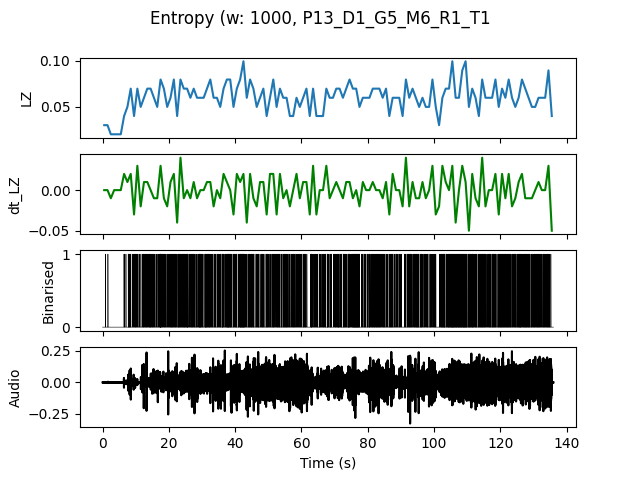 Entropy (w: 1000, P13_D1_G5_M6_R1_T1
0.10
0.05
LZ
0.00
−0.05
dt_LZ
1
0
Binarised
0.25
0.00
−0.25
Audio
0 20 40 60 80 100 120 140
Time (s)